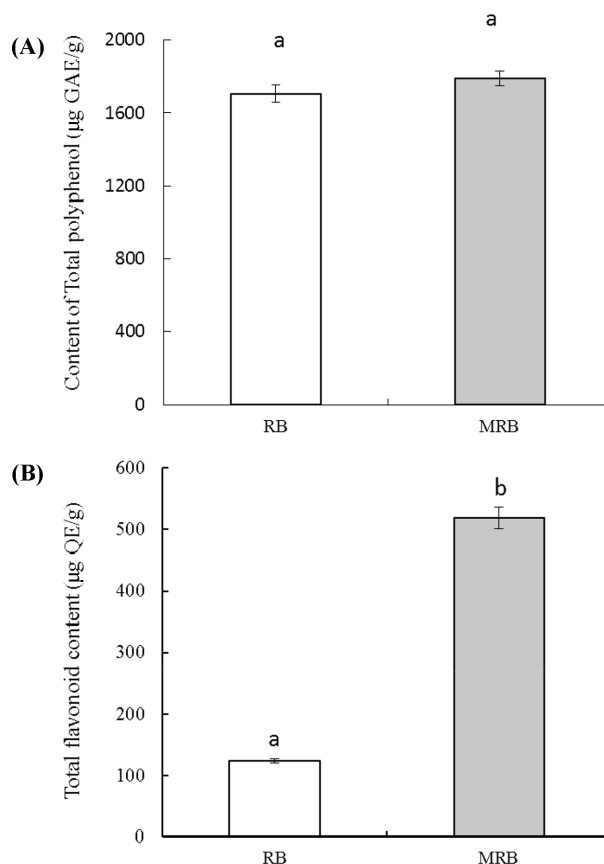 (A)
Content of Total polyphenol (µg GAE/g)
2000
1600
1200
800
400
0
a
a
RB
MRB
(B)
Total flavonoid content (µg QE/g)
600
500
400
300
200
100
0
a
b
RB
MRB